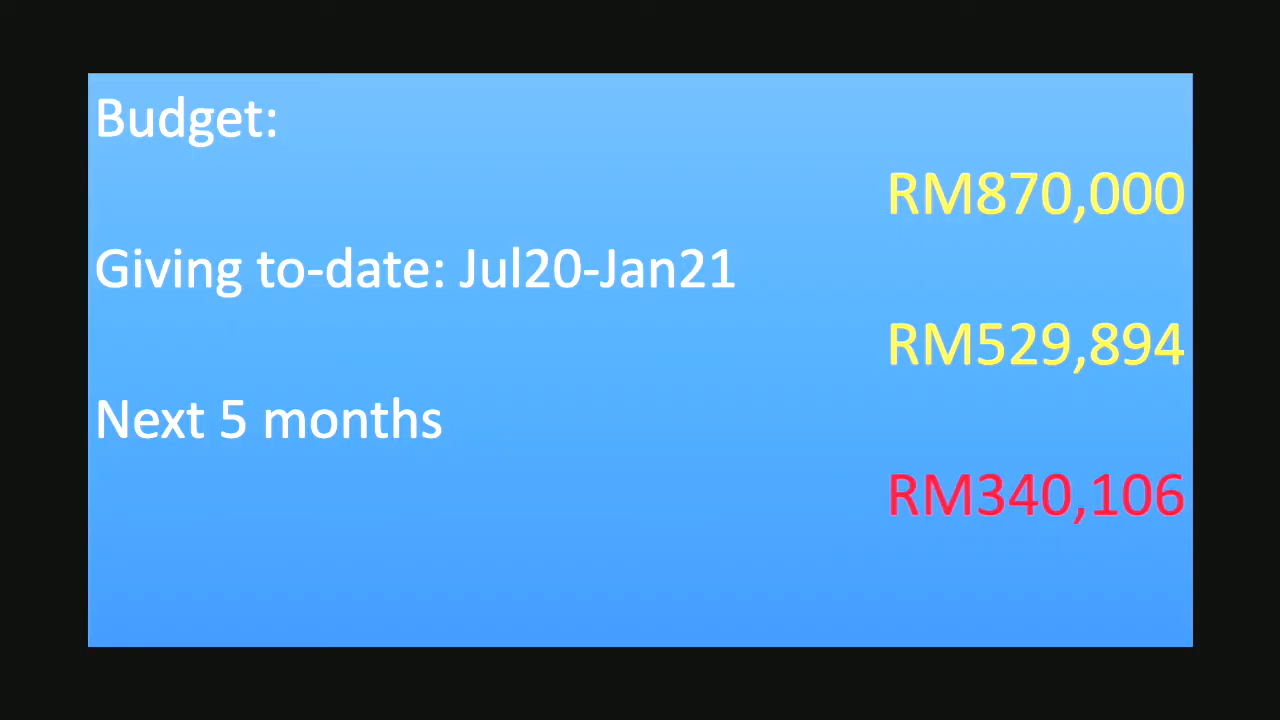 Budget:
RM870,000
Giving to-date: Jul20-Jan21
RM529,894
Next 5 months
RM340,106